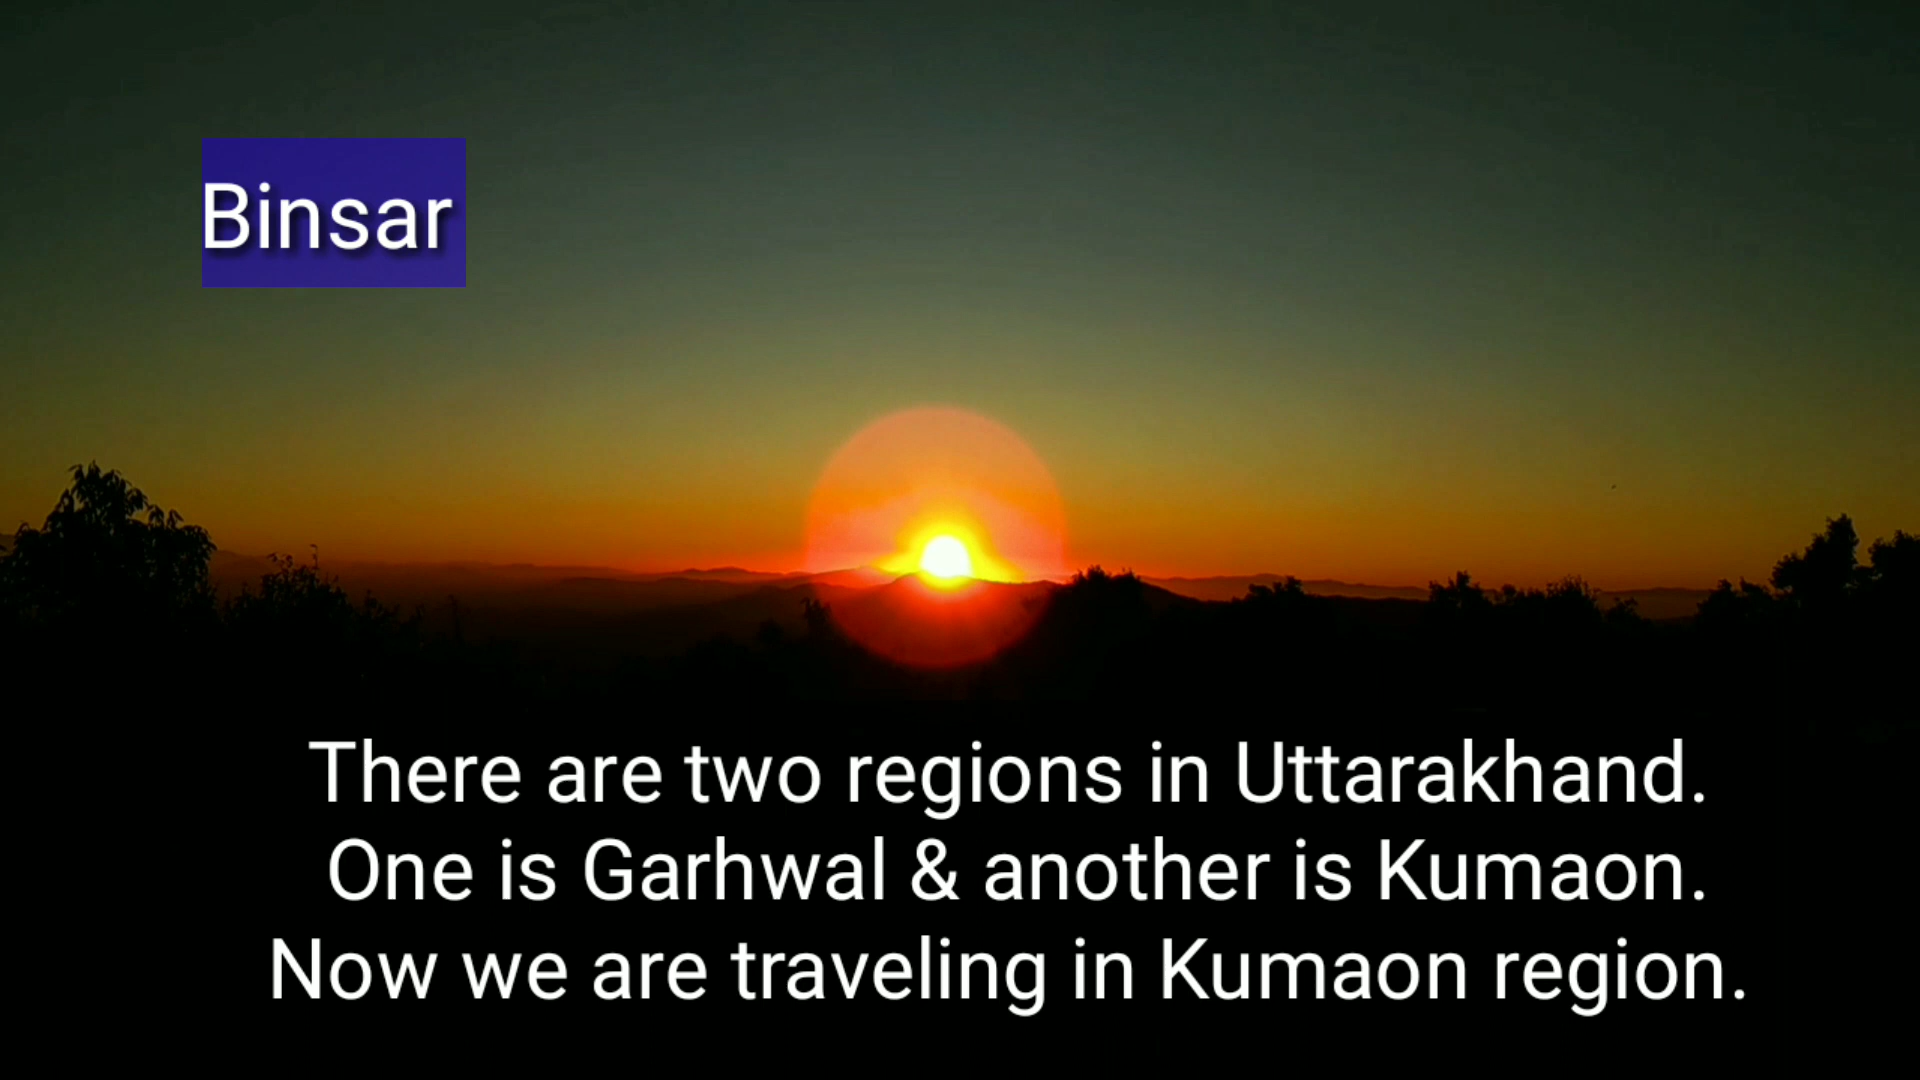 Binsar
There are two regions in Uttarakhand.
One is Garhwal & another is Kumaon.
Now we are traveling in Kumaon region.